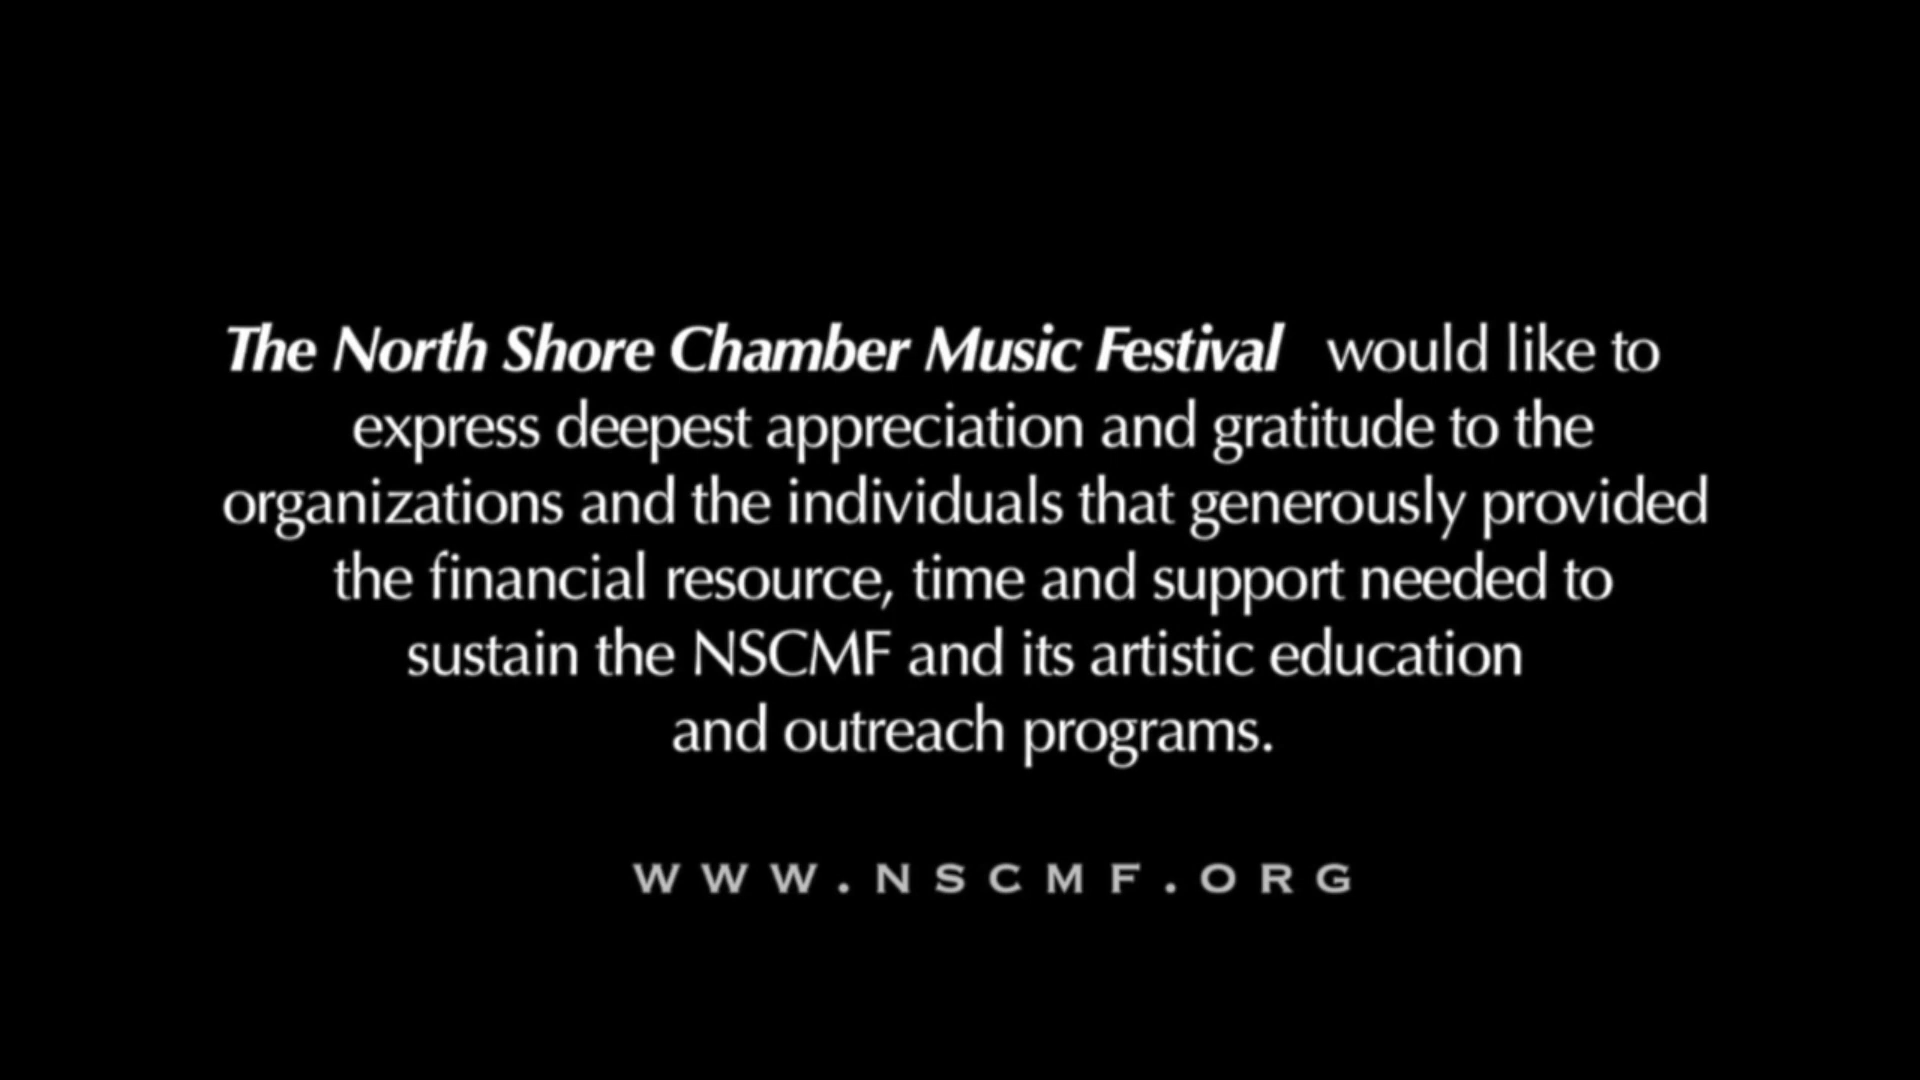 The North Shore Chamber Music Festival would like to
express deepest appreciation and gratitude to the
organizations and the individuals that generously provided
the financial resource, time and support needed to
sustain the NSCMF and its artistic education
and outreach programs.
WWW.NSCMF.ORG